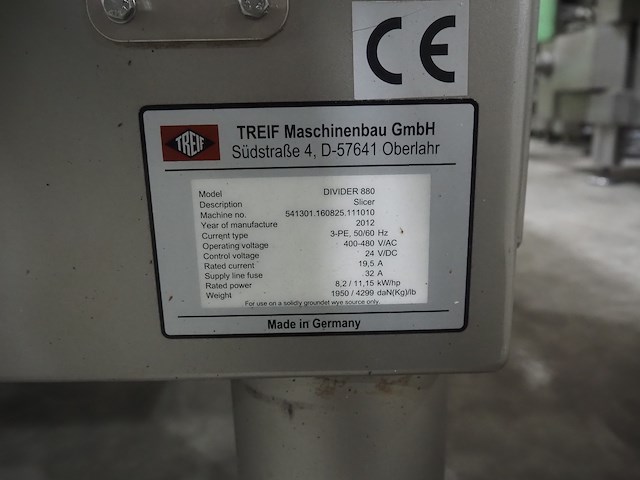 CE
TREIF
TREIF Maschinenbau GmbH
Südstraße 4, D-57641 Oberlahr
Model DIVIDER 880
Description Slicer
Machine no. 541301.160825.111010
Year of manufacture 2012
Current type 3-PE, 50/60 Hz
Operating voltage 400-480 V/AC
Control voltage 24 V/DC
Rated current 19,5 A
Supply line fuse 32 A
Rated power 8,2 / 11,15 kW/hp
Weight 1950 / 4299 daN(Kg)/lb
For use on a solidly groundet wye source only.
Made in Germany